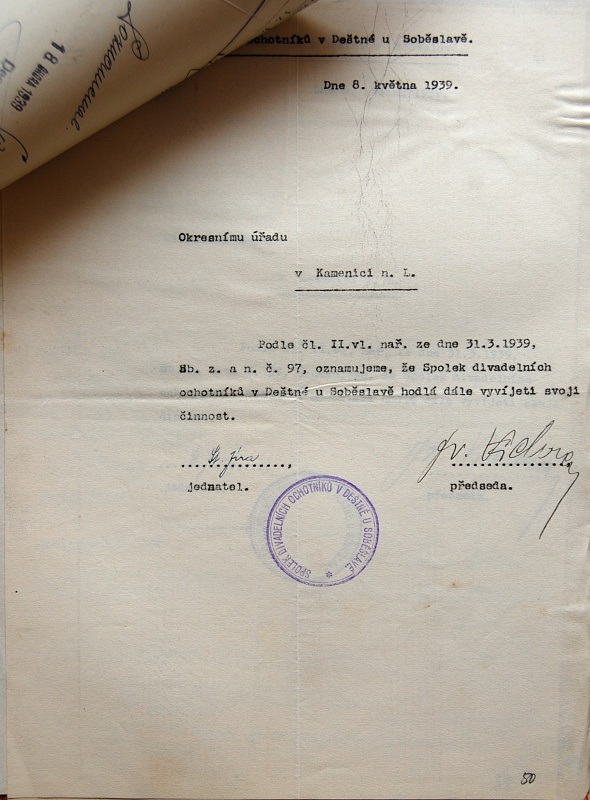 ochotníků v Deštné u Soběslavě.
Dne 8. května 1939.
18
1939
Okresnímu úřadu
v Kamenici n. L.
Podle čl. II.vl. nař. ze dne 31.3.1939,
Sb. z. a n. č. 97, oznamujeme, že Spolek divadelních
ochotníků v Deštné u Soběslavě hodlá dále vyvíjeti svoji
činnost.
jednatel.
předseda.
SPOLEK DIVADELNÍCH OCHOTNÍKŮ V DEŠTNÉ U SOBĚSLAVĚ
50